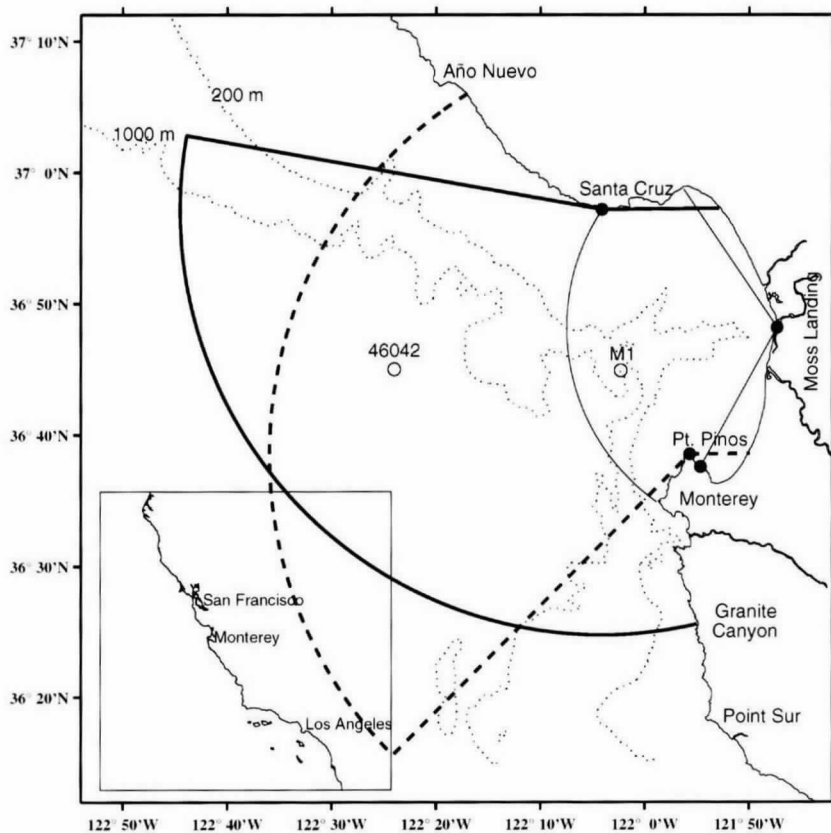 37° 10'N
Año Nuevo
200 m
1000 m
37° 0'N
Santa Cruz
36° 50'N
Moss Landing
46042
M1
36° 40'N
Pt. Pinos
Monterey
36° 30'N
San Francisco
Monterey
Granite
Canyon
36° 20'N
Los Angeles
Point Sur
122° 50'W 122° 40'W 122° 30'W 122° 20'W 122° 10'W 122° 0'W 121° 50'W